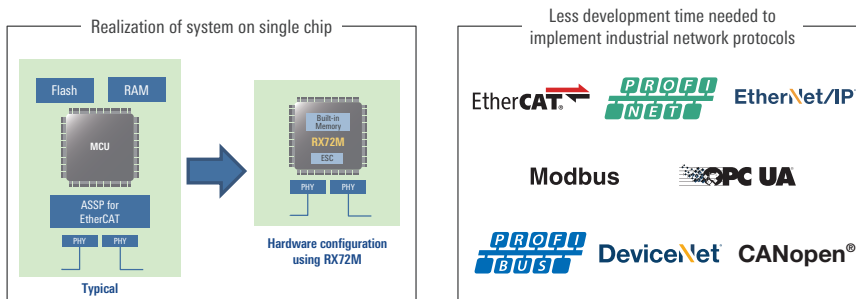 Realization of system on single chip
Flash
RAM
MCU
ASSP for
EtherCAT
PHY
PHY
Typical
Built-in
Memory
RX72M
ESC
PHY
PHY
Hardware configuration
using RX72M
Less development time needed to
implement industrial network protocols
EtherCAT®
PROFI
NET
EtherNet/IP™
Modbus
OPC UA®
PROFI
BUS
DeviceNet
CANopen®